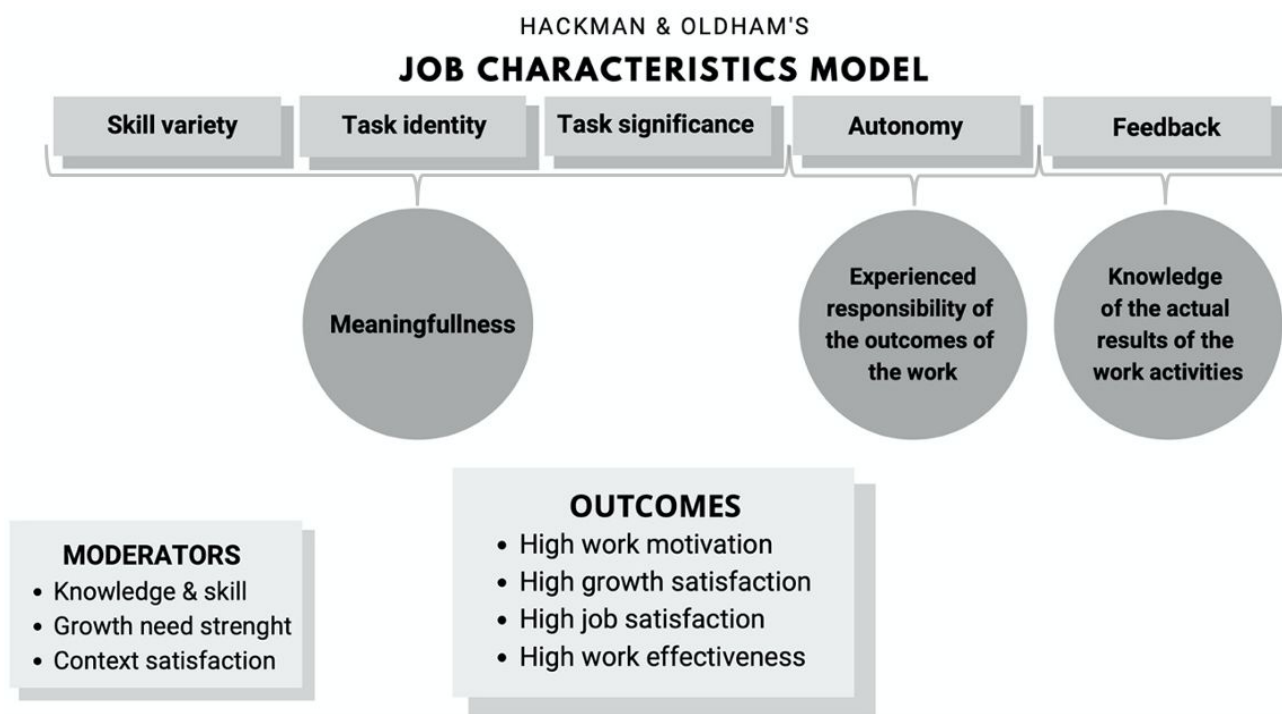 HACKMAN & OLDHAM'S
JOB CHARACTERISTICS MODEL
Skill variety
Task identity
Task significance
Autonomy
Feedback
Meaningfullness
Experienced
responsibility of
the outcomes of
the work
Knowledge
of the actual
results of the
work activities
MODERATORS
• Knowledge & skill
• Growth need strenght
• Context satisfaction
OUTCOMES
• High work motivation
• High growth satisfaction
• High job satisfaction
• High work effectiveness